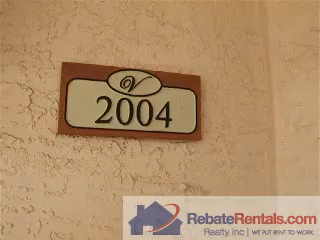 V
2004
RebateRentals.com
Realty Inc | WE PUT RENT TO WORK